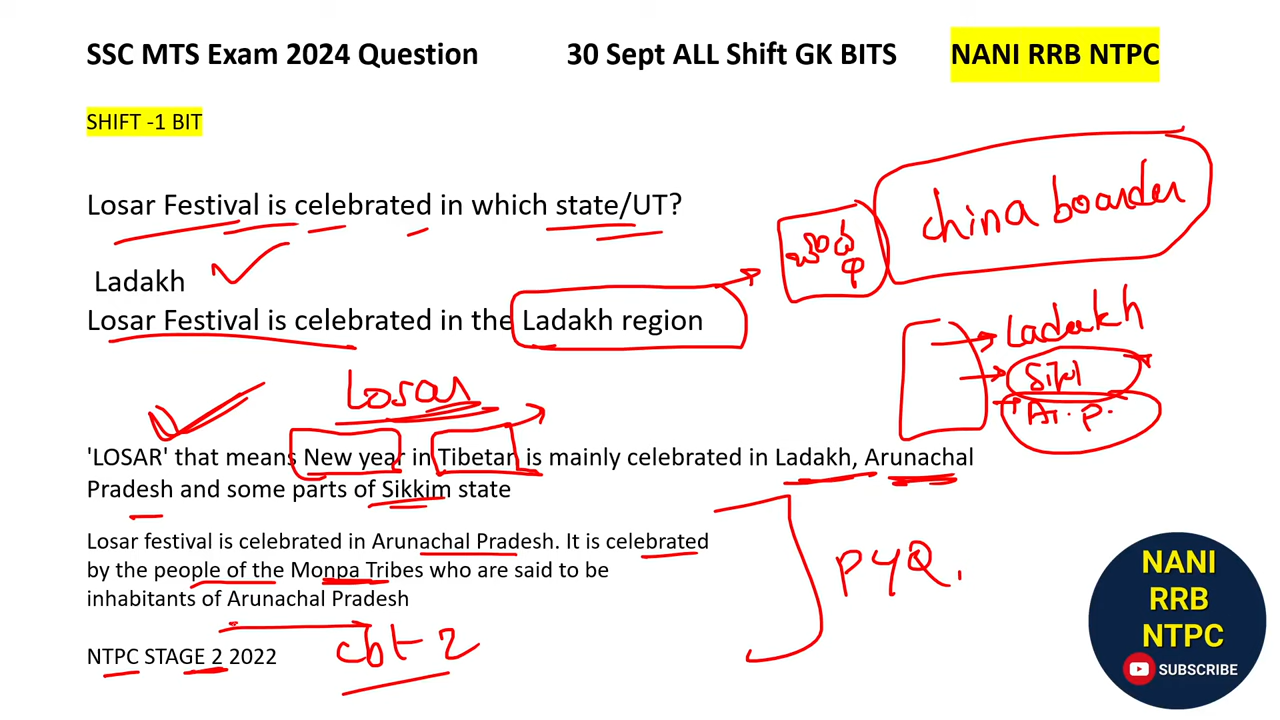 SSC MTS Exam 2024 Question 30 Sept ALL Shift GK BITS NANI RRB NTPC
SHIFT -1 BIT
china boarder
Losar Festival is celebrated in which state/UT?
Ladakh
Losar Festival is celebrated in the Ladakh region
Ladakh
Ar.p.
Losar
'LOSAR' that means New year in Tibetan is mainly celebrated in Ladakh, Arunachal
Pradesh and some parts of Sikkim state
Losar festival is celebrated in Arunachal Pradesh. It is celebrated
by the people of the Monpa Tribes who are said to be
inhabitants of Arunachal Pradesh
PYQ.
NTPC STAGE 2 2022
cbt 2
NANI
RRB
NTPC
SUBSCRIBE